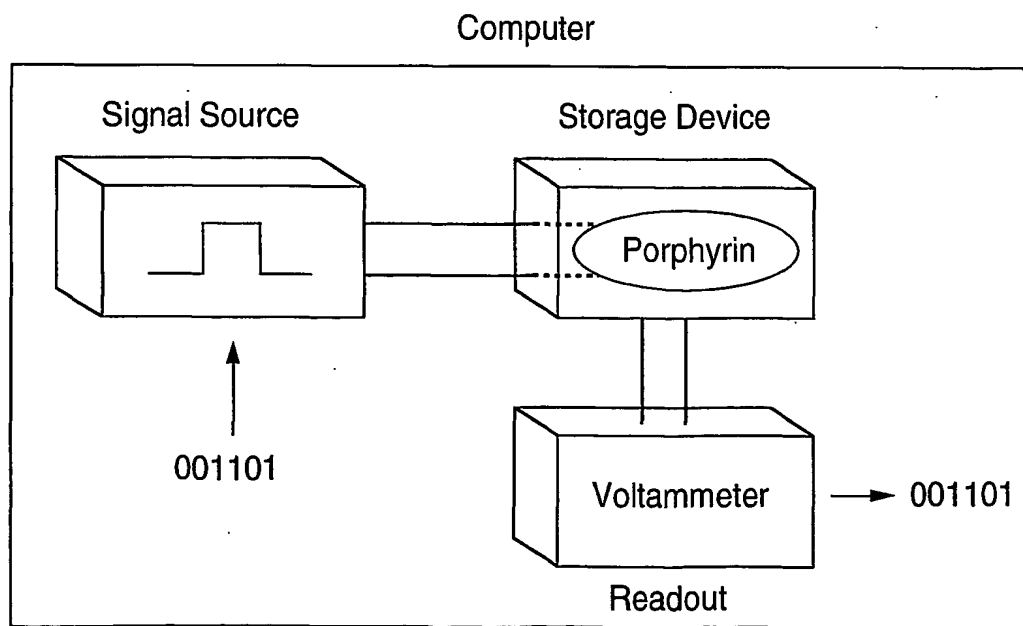 Computer
Signal Source
Storage Device
Porphyrin
001101
Voltammeter
001101
Readout